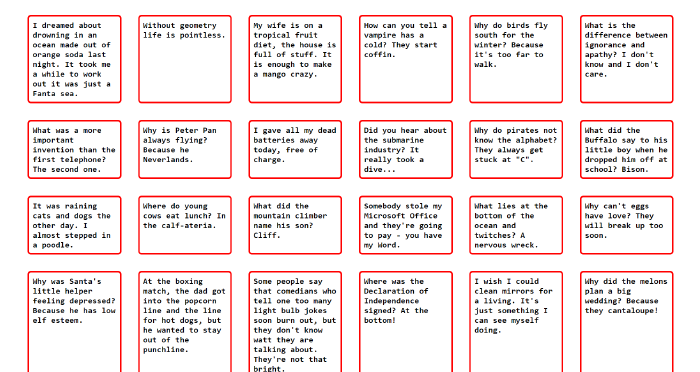 I dreamed about
drowning in an
ocean made out of
orange soda last
night. It took me
a while to work
out it was just a
Fanta sea.
Without geometry
life is pointless.
My wife is on a
tropical fruit
diet, the house is
full of stuff. It
is enough to make
a mango crazy.
How can you tell a
vampire has a
cold? They start
coffin.
Why do birds fly
south for the
winter? Because
it's too far to
walk.
What is the
difference between
ignorance and
apathy? I don't
know and I don't
care.
What was a more
important
invention than the
first telephone?
The second one.
Why is Peter Pan
always flying?
Because he
Neverlands.
I gave all my dead
batteries away
today, free of
charge.
Did you hear about
the submarine
industry? It
really took a
dive...
Why do pirates not
know the alphabet?
They always get
stuck at "C".
What did the
Buffalo say to his
little boy when he
dropped him off at
school? Bison.
It was raining
cats and dogs the
other day. I
almost stepped in
a poodle.
Where do young
cows eat lunch? In
the calf-ateria.
What did the
mountain climber
name his son?
Cliff.
Somebody stole my
Microsoft Office
and they're going
to pay - you have
my Word.
What lies at the
bottom of the
ocean and
twitches? A
nervous wreck.
Why can't eggs
have love? They
will break up too
soon.
Why was Santa's
little helper
feeling depressed?
Because he has low
elf esteem.
At the boxing
match, the dad got
into the popcorn
line and the line
for hot dogs, but
he wanted to stay
out of the
punchline.
Some people say
that comedians who
tell one too many
light bulb jokes
soon burn out, but
they don't know
watt they are
talking about.
They're not that
bright.
Where was the
Declaration of
Independence
signed? At the
bottom!
I wish I could
clean mirrors for
a living. It's
just something I
can see myself
doing.
Why did the melons
plan a big
wedding? Because
they cantaloupe!